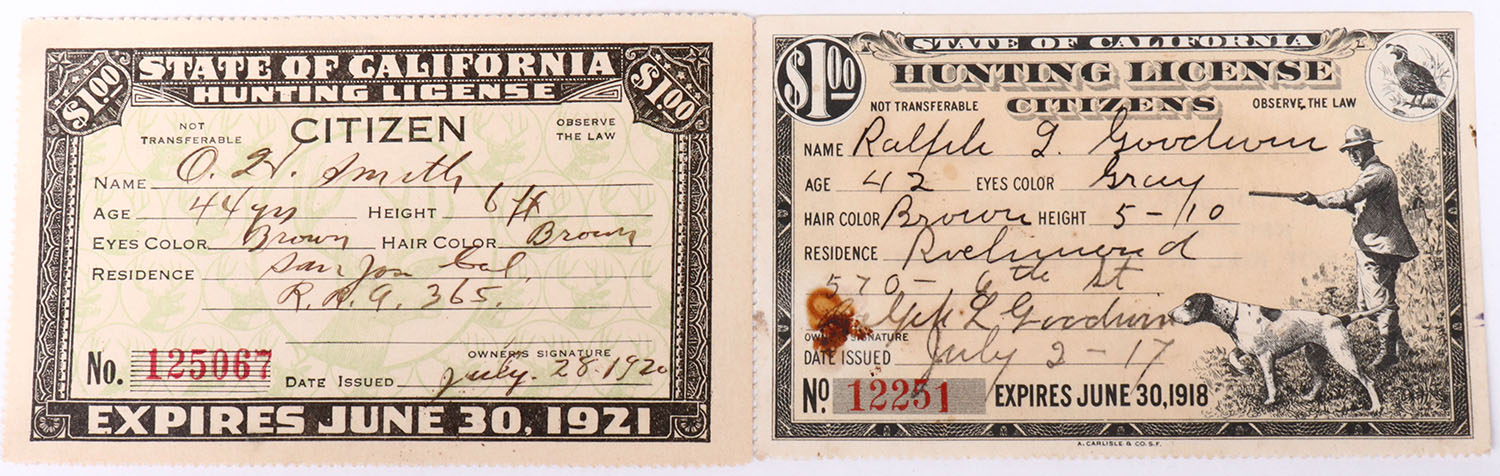 $1.00 STATE OF CALIFORNIA $1.00
HUNTING LICENSE
NOT TRANSFERABLE CITIZEN OBSERVE THE LAW
NAME O. W. Smith
AGE 44 yrs HEIGHT 6 ft
EYES COLOR Brown HAIR COLOR Brown
RESIDENCE San Jose Cal
R.R.A. 365.
OWNER'S SIGNATURE
No. 125067 DATE ISSUED July. 28. 1920
EXPIRES JUNE 30, 1921
$1.00 STATE OF CALIFORNIA
HUNTING LICENSE
NOT TRANSFERABLE CITIZENS OBSERVE THE LAW
NAME Ralph L. Goodwin
AGE 42 EYES COLOR Gray
HAIR COLOR Brown HEIGHT 5-10
RESIDENCE Richmond
570 - 6th St
Ralph L Goodwin
OWNER'S SIGNATURE
DATE ISSUED July 2 - 17
No. 12251 EXPIRES JUNE 30, 1918
A. CARLISLE & CO. S.F.